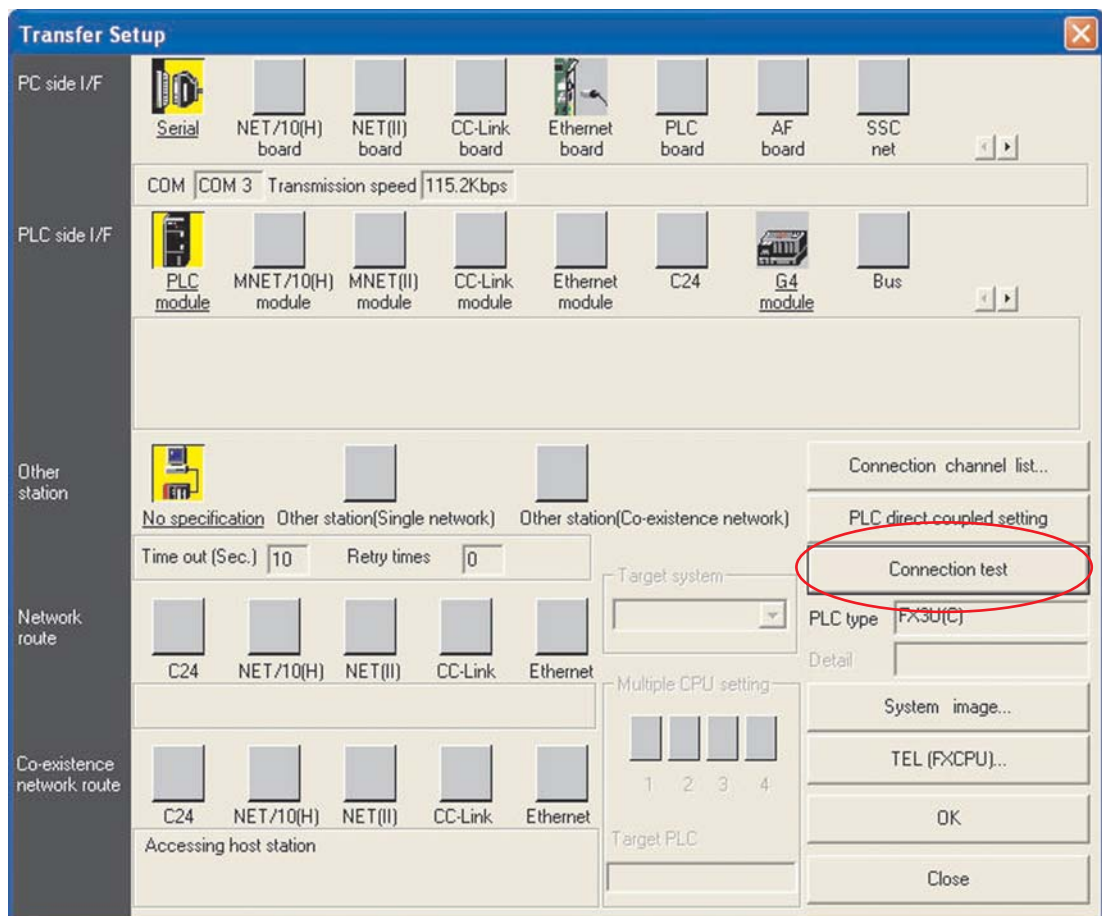 Transfer Setup
PC side I/F
Serial
NET/10(H)
board
NET(II)
board
CC-Link
board
Ethernet
board
PLC
board
AF
board
SSC
net
COM COM 3 Transmission speed 115.2Kbps
PLC side I/F
PLC
module
MNET/10(H)
module
MNET(II)
module
CC-Link
module
Ethernet
module
C24
G4
module
Bus
Other
station
No specification
Other station(Single network)
Other station(Co-existence network)
Time out (Sec.) 10 Retry times 0
Connection channel list...
PLC direct coupled setting
Connection test
PLC type FX3U(C)
Detail
System image...
TEL (FXCPU)...
OK
Close
Target system
Multiple CPU setting
1 2 3 4
Target PLC
Network
route
C24 NET/10(H) NET(II) CC-Link Ethernet
Co-existence
network route
C24 NET/10(H) NET(II) CC-Link Ethernet
Accessing host station